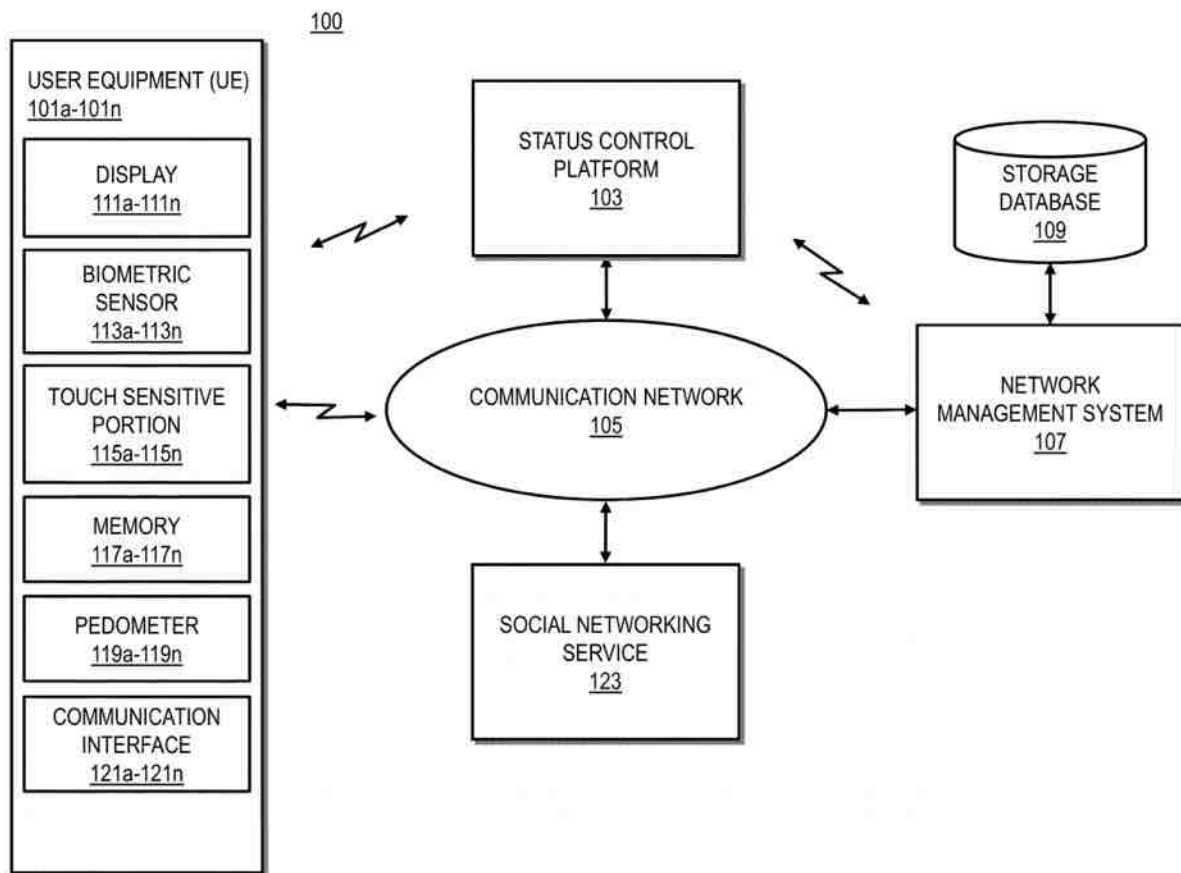 100
USER EQUIPMENT (UE)
101a-101n
DISPLAY
111a-111n
BIOMETRIC
SENSOR
113a-113n
TOUCH SENSITIVE
PORTION
115a-115n
MEMORY
117a-117n
PEDOMETER
119a-119n
COMMUNICATION
INTERFACE
121a-121n
STATUS CONTROL
PLATFORM
103
COMMUNICATION NETWORK
105
SOCIAL NETWORKING
SERVICE
123
STORAGE
DATABASE
109
NETWORK
MANAGEMENT SYSTEM
107